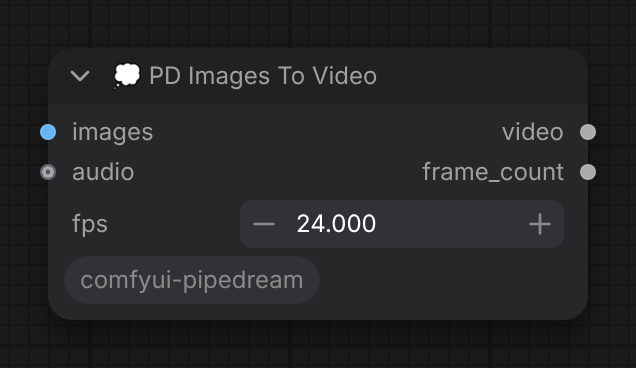 💭 PD Images To Video
images video
audio frame_count
fps 24.000
comfyui-pipedream